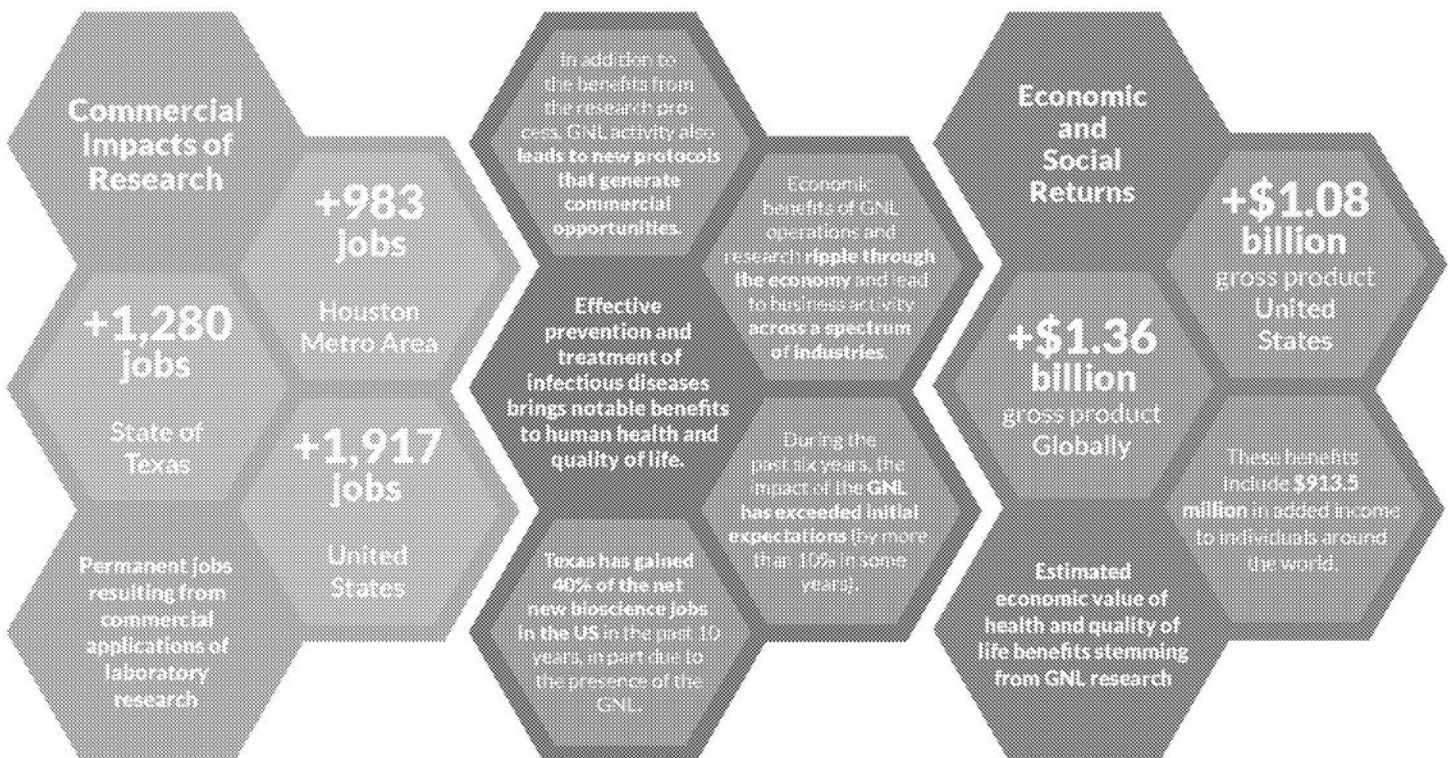 Commercial
Impacts of
Research
+983
jobs
Houston
Metro Area
+1,280
jobs
State of
Texas
+1,917
jobs
United
States
Permanent jobs
resulting from
commercial
applications of
laboratory
research
In addition to
the benefits from
the research pro-
cess, GNL activity also
leads to new protocols
that generate
commercial
opportunities.
Economic
benefits of GNL
operations and
research ripple through
the economy and lead
to business activity
across a spectrum
of industries.
Effective
prevention and
treatment of
infectious diseases
brings notable benefits
to human health and
quality of life.
During the
past six years, the
impact of the GNL
has exceeded initial
expectations (by more
than 10% in some
years).
Texas has gained
40% of the net
new bioscience jobs
in the US in the past 10
years, in part due to
the presence of the
GNL.
Economic
and
Social
Returns
+$1.08
billion
gross product
United
States
+$1.36
billion
gross product
Globally
These benefits
include $913.5
million in added income
to individuals around
the world.
Estimated
economic value of
health and quality of
life benefits stemming
from GNL research